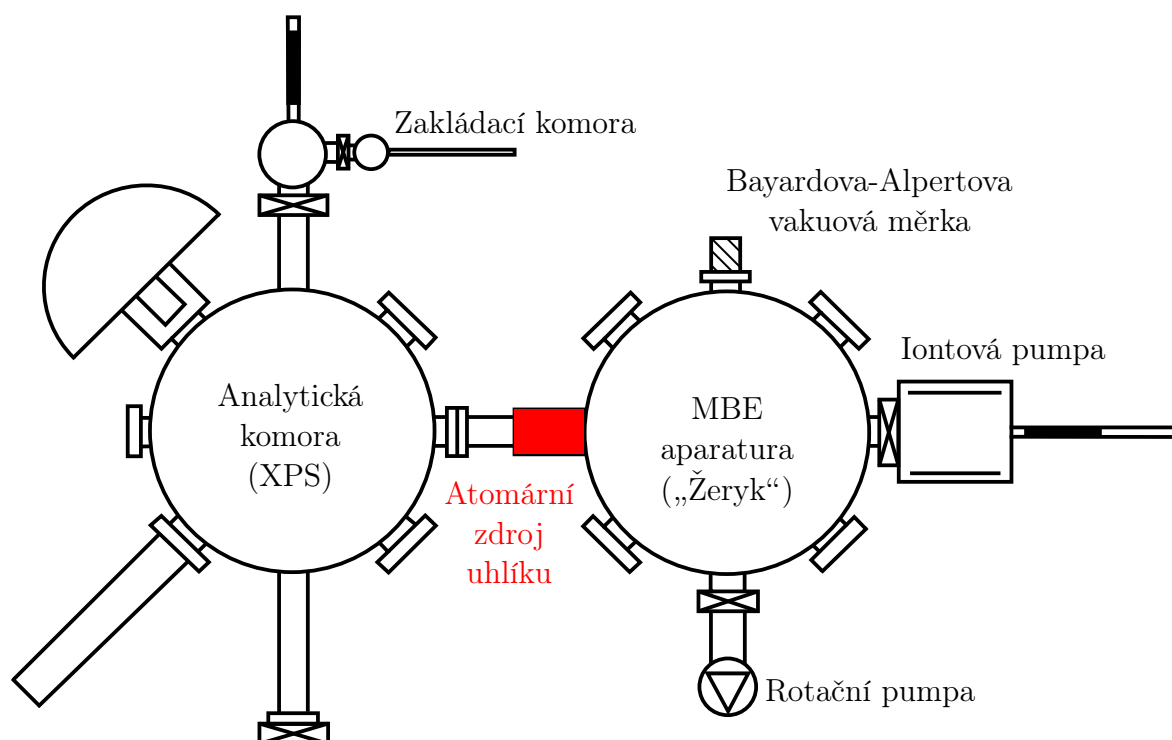 Zakládací komora
Bayardova-Alpertova
vakuová měrka
Iontová pumpa
Analytická
komora
(XPS)
MBE
aparatura
(„Žeryk“)
Atomární
zdroj
uhlíku
Rotační pumpa